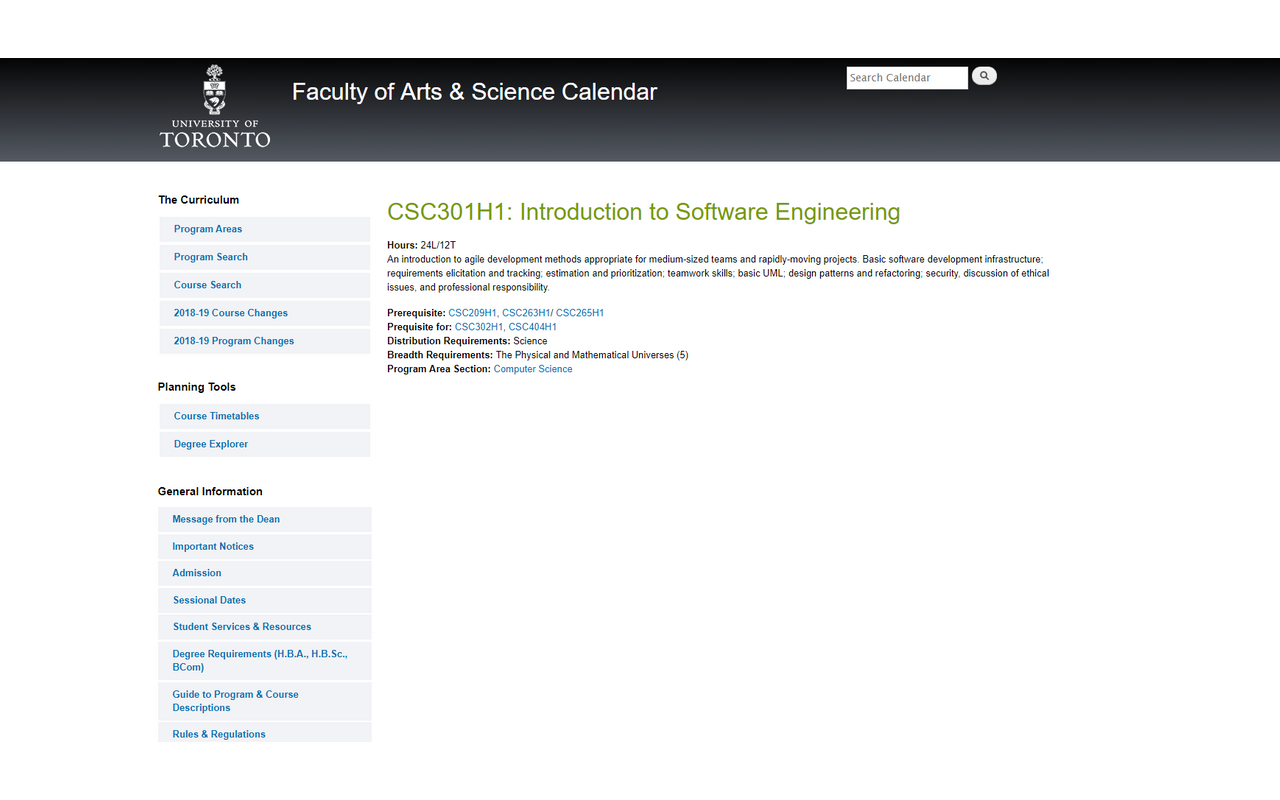 UNIVERSITY OF
TORONTO
Faculty of Arts & Science Calendar
Search Calendar
The Curriculum
Program Areas
Program Search
Course Search
2018-19 Course Changes
2018-19 Program Changes
Planning Tools
Course Timetables
Degree Explorer
General Information
Message from the Dean
Important Notices
Admission
Sessional Dates
Student Services & Resources
Degree Requirements (H.B.A., H.B.Sc.,
BCom)
Guide to Program & Course
Descriptions
Rules & Regulations
CSC301H1: Introduction to Software Engineering
Hours: 24L/12T
An introduction to agile development methods appropriate for medium-sized teams and rapidly-moving projects. Basic software development infrastructure;
requirements elicitation and tracking; estimation and prioritization; teamwork skills; basic UML; design patterns and refactoring; security, discussion of ethical
issues, and professional responsibility.
Prerequisite: CSC209H1, CSC263H1/ CSC265H1
Prequisite for: CSC302H1, CSC404H1
Distribution Requirements: Science
Breadth Requirements: The Physical and Mathematical Universes (5)
Program Area Section: Computer Science